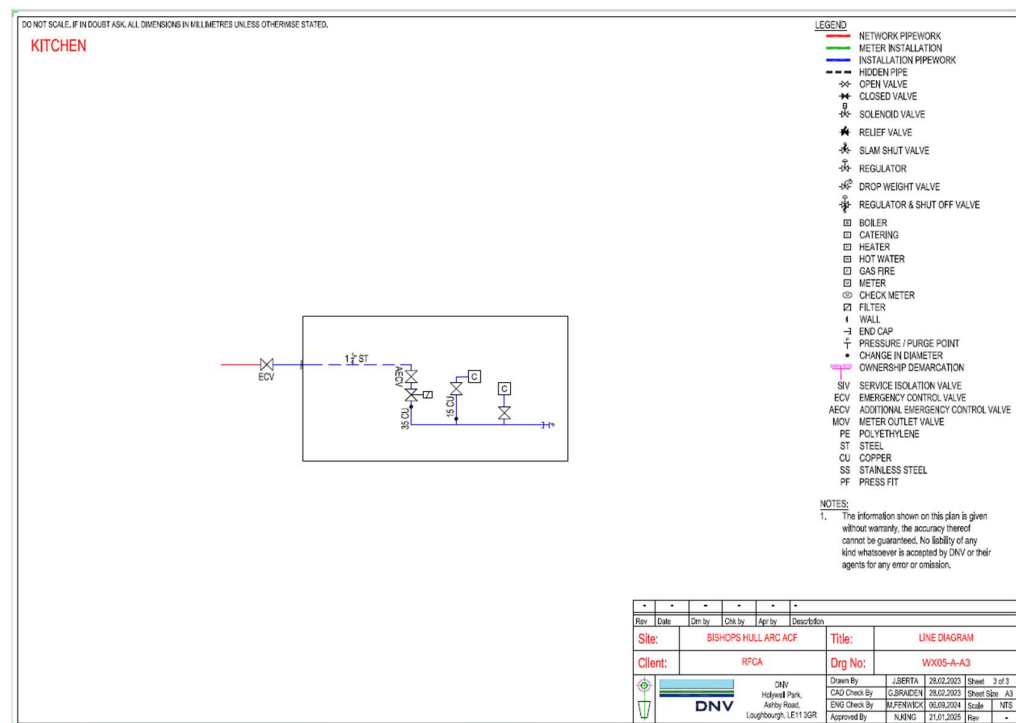 DO NOT SCALE. IF IN DOUBT ASK. ALL DIMENSIONS IN MILLIMETRES UNLESS OTHERWISE STATED.
KITCHEN
ECV
1½" ST
AECV
35 CU
15 CU
C
C
LEGEND
NETWORK PIPEWORK
METER INSTALLATION
INSTALLATION PIPEWORK
HIDDEN PIPE
OPEN VALVE
CLOSED VALVE
SOLENOID VALVE
RELIEF VALVE
SLAM SHUT VALVE
REGULATOR
DROP WEIGHT VALVE
REGULATOR & SHUT OFF VALVE
BOILER
CATERING
HEATER
HOT WATER
GAS FIRE
METER
CHECK METER
FILTER
WALL
END CAP
PRESSURE / PURGE POINT
CHANGE IN DIAMETER
OWNERSHIP DEMARCATION
SIV SERVICE ISOLATION VALVE
ECV EMERGENCY CONTROL VALVE
AECV ADDITIONAL EMERGENCY CONTROL VALVE
MOV METER OUTLET VALVE
PE POLYETHYLENE
ST STEEL
CU COPPER
SS STAINLESS STEEL
PF PRESS FIT
NOTES:
1. The information shown on this plan is given
without warranty, the accuracy thereof
cannot be guaranteed. No liability of any
kind whatsoever is accepted by DNV or their
agents for any error or omission.
- - - - - -
Rev Date Drn by Chk by Apr by Description
Site: BISHOPS HULL ARC ACF Title: LINE DIAGRAM
Client: RFCA Drg No: WX05-A-A3
DNV
DNV
Holywell Park,
Ashby Road,
Loughbourgh, LE11 3GR
Drawn By J.BERTA 28.02.2023 Sheet 3 of 3
CAD Check By G.BRAIDEN 28.02.2023 Sheet Size A3
ENG Check By M.FENWICK 06.09.2024 Scale NTS
Approved By N.KING 21.01.2025 Rev -